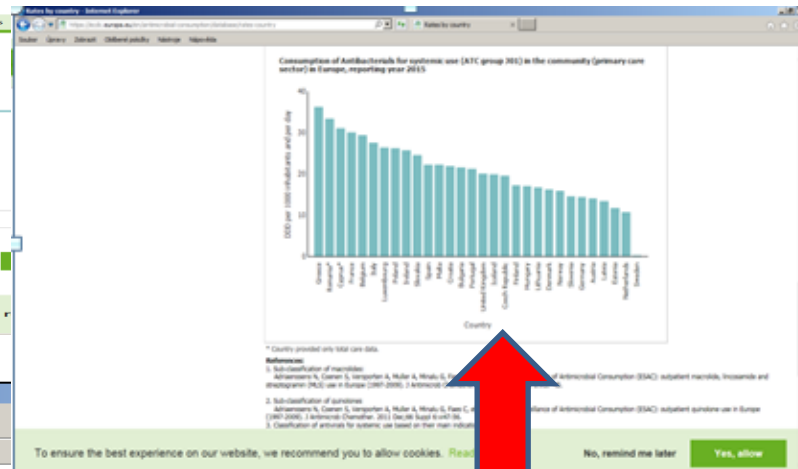 Rates by country - Internet Explorer
Rates by country
Soubor Úpravy Zobrazit Oblíbené položky Nástroje Nápověda
Consumption of Antibacterials for systemic use (ATC group J01) in the community (primary care
sector) in Europe, reporting year 2015
DDD per 1000 inhabitants and per day
40
30
20
10
0
Greece
Romania*
Cyprus*
France
Belgium
Italy
Luxembourg
Poland
Ireland
Slovakia
Spain
Malta
Croatia
Bulgaria
Portugal
United Kingdom
Iceland
Czech Republic
Finland
Hungary
Lithuania
Denmark
Norway
Slovenia
Germany
Austria
Latvia
Estonia
Netherlands
Sweden
Country
* Country provided only total care data.
References:
1. Sub-classification of macrolides:
Adriaenssens N, Coenen S, Versporten A, Muller A, Minalu G, of Antimicrobial Consumption (ESAC): outpatient macrolide, lincosamide and
streptogramin (MLS) use in Europe (1997-2009). J Antimicrob
2. Sub-classification of quinolones
Adriaenssens N, Coenen S, Versporten A, Muller A, Minalu G, Faes C, of Antimicrobial Consumption (ESAC): outpatient quinolone use in Europe
(1997-2009). J Antimicrob Chemother. 2011 Dec;66 Suppl 6:vi47-56.
3. Classification of antivirals for systemic use based on their main
To ensure the best experience on our website, we recommend you to allow cookies. Read
No, remind me later
Yes, allow